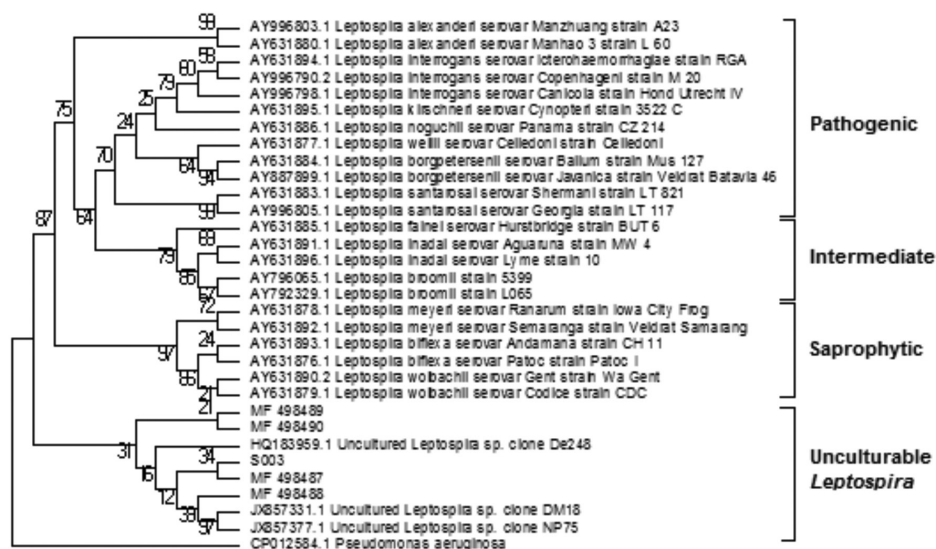 99
AY996803.1 Leptospira alexanderi serovar Manzhuang strain A23
AY631880.1 Leptospira alexanderi serovar Manhao 3 strain L 60
58
AY631894.1 Leptospira interrogans serovar Icterohaemorrhagiae strain RGA
60
AY996790.2 Leptospira interrogans serovar Copenhageni strain M 20
79
AY996798.1 Leptospira interrogans serovar Canicola strain Hond Utrecht IV
75
25
AY631895.1 Leptospira kirschneri serovar Cynopteri strain 3522 C
24
AY631886.1 Leptospira noguchii serovar Panama strain CZ 214
Pathogenic
AY631877.1 Leptospira weilii serovar Celledoni strain Celledoni
70
64
AY631884.1 Leptospira borgpetersenii serovar Ballum strain Mus 127
94
AY887899.1 Leptospira borgpetersenii serovar Javanica strain Veldrat Batavia 46
AY631883.1 Leptospira santarosai serovar Shermani strain LT 821
87
64
99
AY996805.1 Leptospira santarosai serovar Georgia strain LT 117
AY631885.1 Leptospira fainei serovar Hurstbridge strain BUT 6
69
AY631891.1 Leptospira inadai serovar Aguaruna strain MW 4
79
AY631896.1 Leptospira inadai serovar Lyme strain 10
Intermediate
86
AY796065.1 Leptospira broomii strain 5399
67
AY792329.1 Leptospira broomii strain L065
72
AY631878.1 Leptospira meyeri serovar Ranarum strain Iowa City Frog
AY631892.1 Leptospira meyeri serovar Semaranga strain Veldrat Samarang
24
AY631893.1 Leptospira biflexa serovar Andamana strain CH 11
97
AY631876.1 Leptospira biflexa serovar Patoc strain Patoc I
Saprophytic
86
AY631890.2 Leptospira wolbachii serovar Gent strain Wa Gent
21
AY631879.1 Leptospira wolbachii serovar Codice strain CDC
21
MF 498489
MF 498490
31
HQ183959.1 Uncultured Leptospira sp. clone De248
34
S003
Unculturable
16
MF 498487
Leptospira
12
MF 498488
39
JX857331.1 Uncultured Leptospira sp. clone DM18
97
JX857377.1 Uncultured Leptospira sp. clone NP75
CP012584.1 Pseudomonas aeruginosa